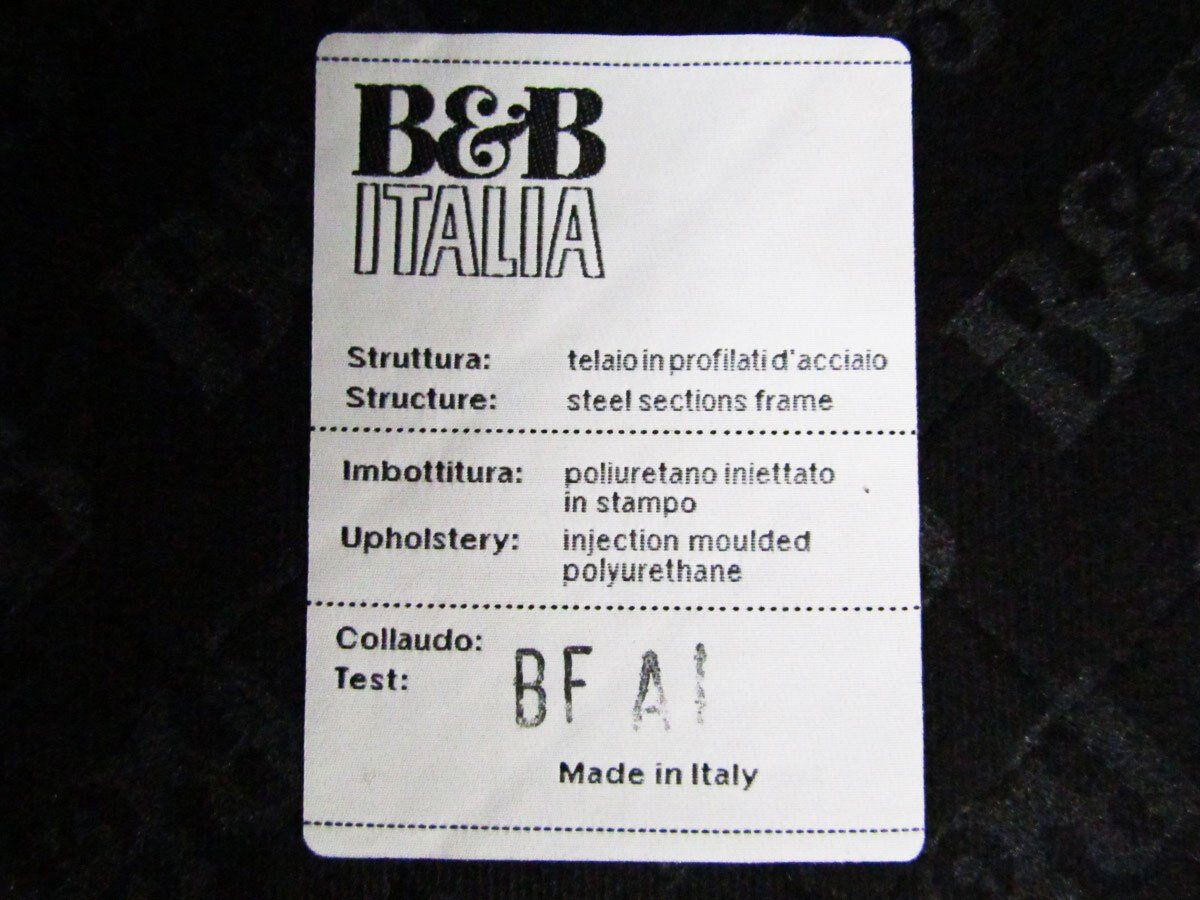 B&B
ITALIA
Struttura: telaio in profilati d'acciaio
Structure: steel sections frame
Imbottitura: poliuretano iniettato
in stampo
Upholstery: injection moulded
polyurethane
Collaudo:
Test: BF A
Made in Italy